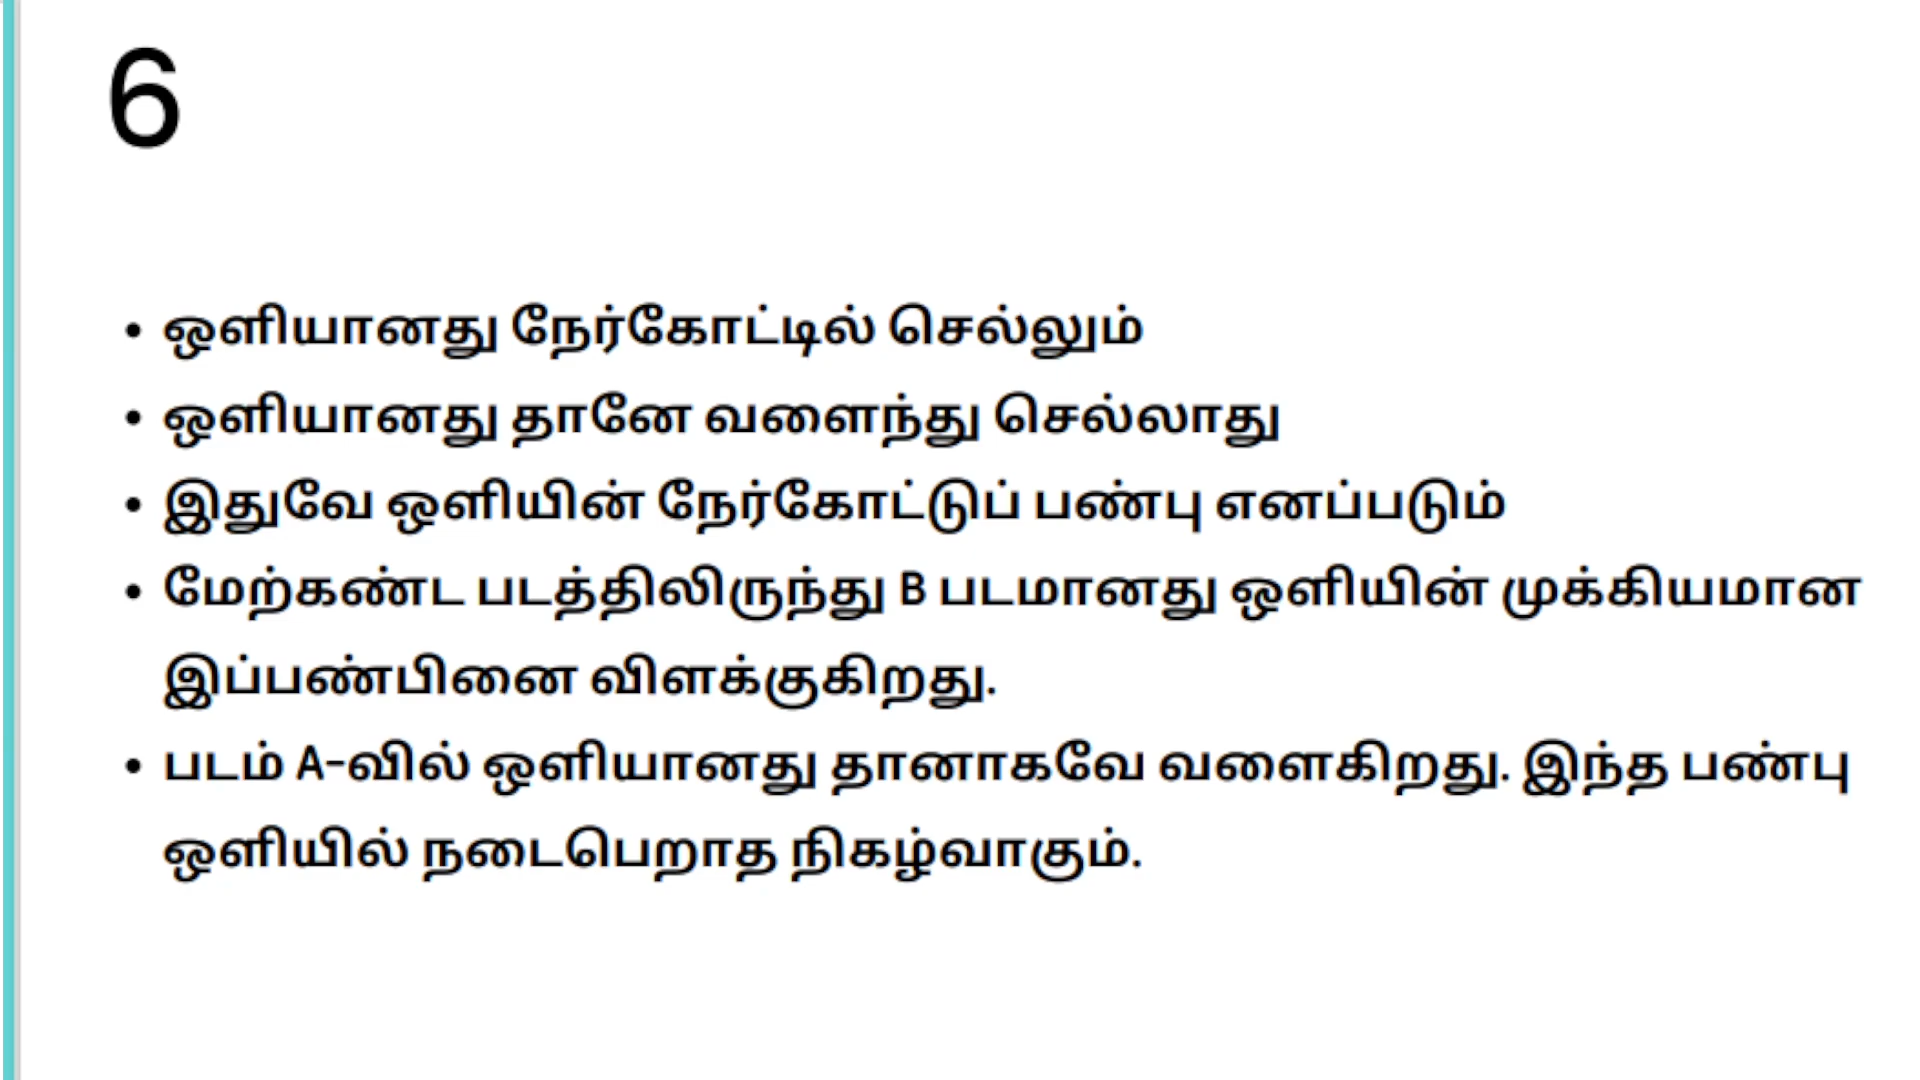 6
• ஒளியானது நேர்கோட்டில் செல்லும்
• ஒளியானது தானே வளைந்து செல்லாது
• இதுவே ஒளியின் நேர்கோட்டுப் பண்பு எனப்படும்
• மேற்கண்ட படத்திலிருந்து B படமானது ஒளியின் முக்கியமான
இப்பண்பினை விளக்குகிறது.
• படம் A-வில் ஒளியானது தானாகவே வளைகிறது. இந்த பண்பு
ஒளியில் நடைபெறாத நிகழ்வாகும்.